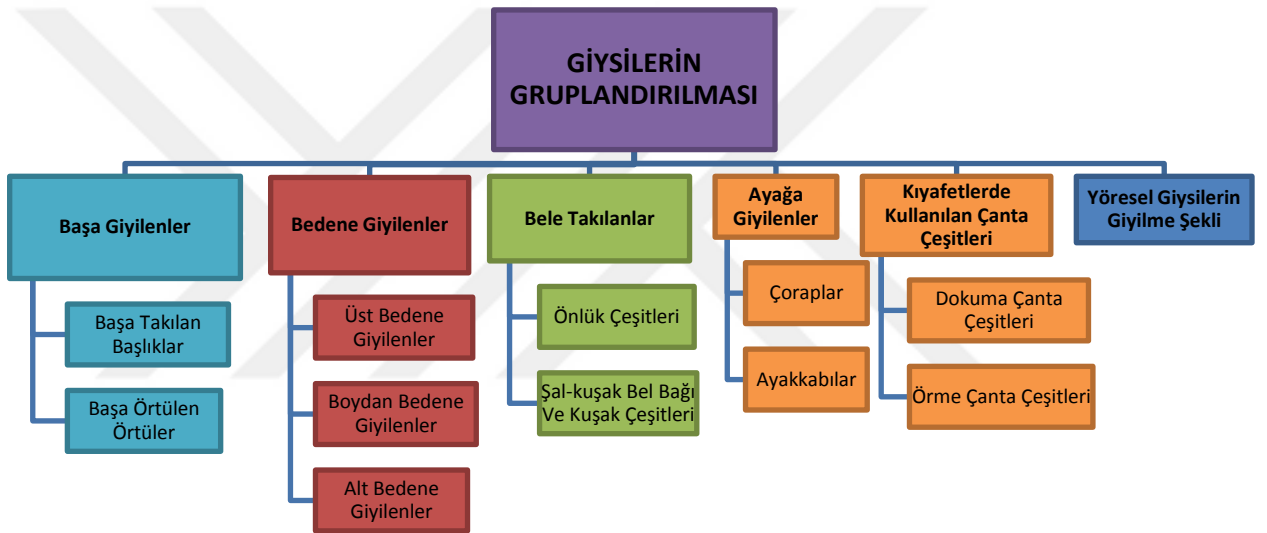 GİYSİLERİN
GRUPLANDIRILMASI
Başa Giyilenler
Başa Takılan
Başlıklar
Başa Örtülen
Örtüler
Bedene Giyilenler
Üst Bedene
Giyilenler
Boydan Bedene
Giyilenler
Alt Bedene
Giyilenler
Bele Takılanlar
Önlük Çeşitleri
Şal-kuşak Bel Bağı
Ve Kuşak Çeşitleri
Ayağa
Giyilenler
Çoraplar
Ayakkabılar
Kıyafetlerde
Kullanılan Çanta
Çeşitleri
Dokuma Çanta
Çeşitleri
Örme Çanta Çeşitleri
Yöresel Giysilerin
Giyilme Şekli